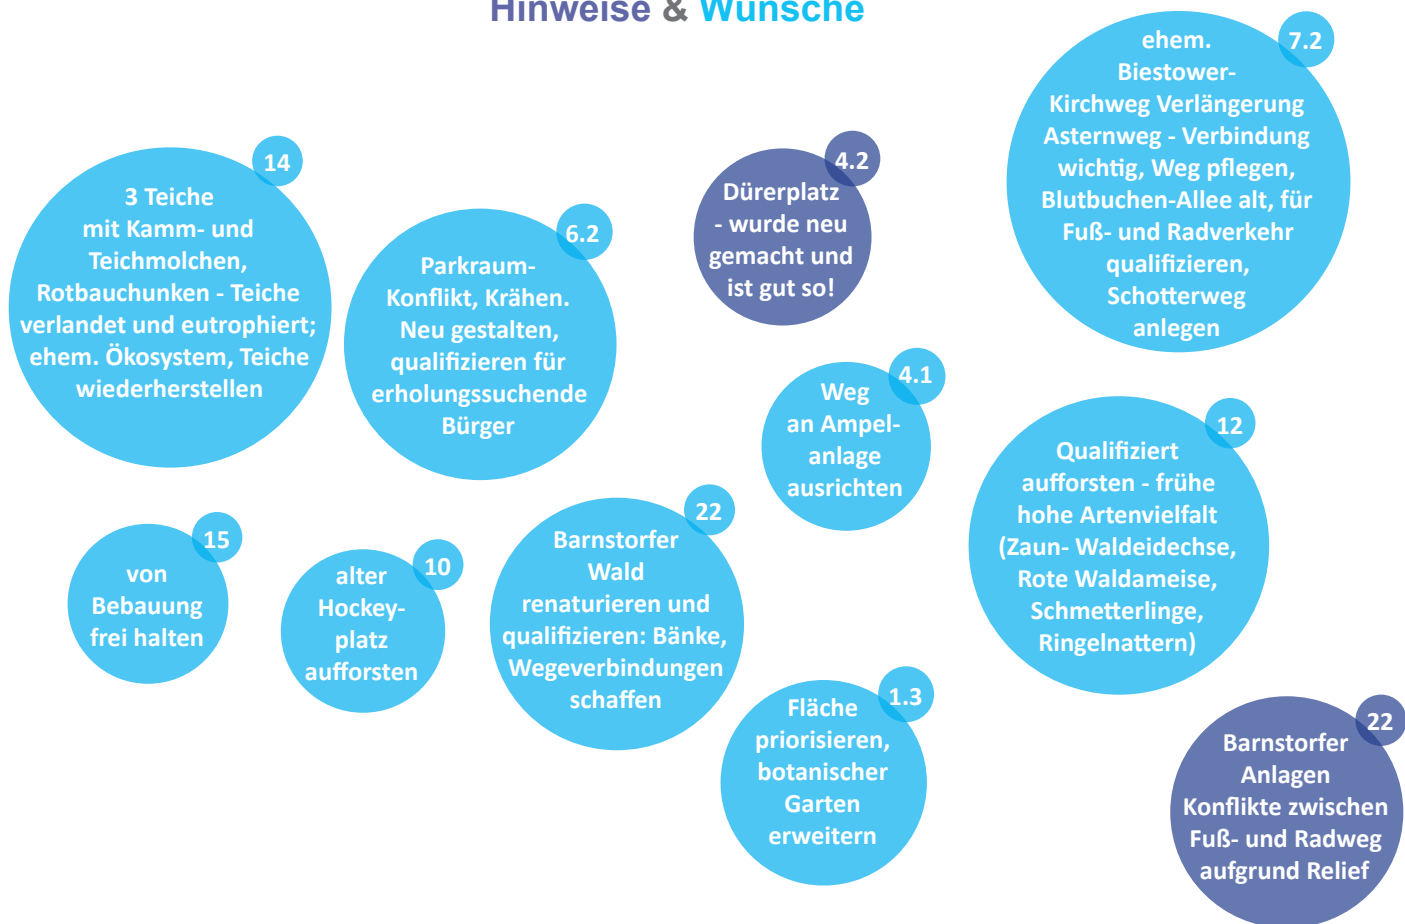 Hinweise & Wünsche
14
3 Teiche
mit Kamm- und
Teichmolchen,
Rotbauchunken - Teiche
verlandet und eutrophiert;
ehem. Ökosystem, Teiche
wiederherstellen
6.2
Parkraum-
Konflikt, Krähen.
Neu gestalten,
qualifizieren für
erholungssuchende
Bürger
4.2
Dürerplatz
- wurde neu
gemacht und
ist gut so!
7.2
ehem.
Biestower-
Kirchweg Verlängerung
Asternweg - Verbindung
wichtig, Weg pflegen,
Blutbuchen-Allee alt, für
Fuß- und Radverkehr
qualifizieren,
Schotterweg
anlegen
4.1
Weg
an Ampel-
anlage
ausrichten
12
Qualifiziert
aufforsten - frühe
hohe Artenvielfalt
(Zaun- Waldeidechse,
Rote Waldameise,
Schmetterlinge,
Ringelnattern)
15
von
Bebauung
frei halten
10
alter
Hockey-
platz
aufforsten
22
Barnstorfer
Wald
renaturieren und
qualifizieren: Bänke,
Wegeverbindungen
schaffen
1.3
Fläche
priorisieren,
botanischer
Garten
erweitern
22
Barnstorfer
Anlagen
Konflikte zwischen
Fuß- und Radweg
aufgrund Relief